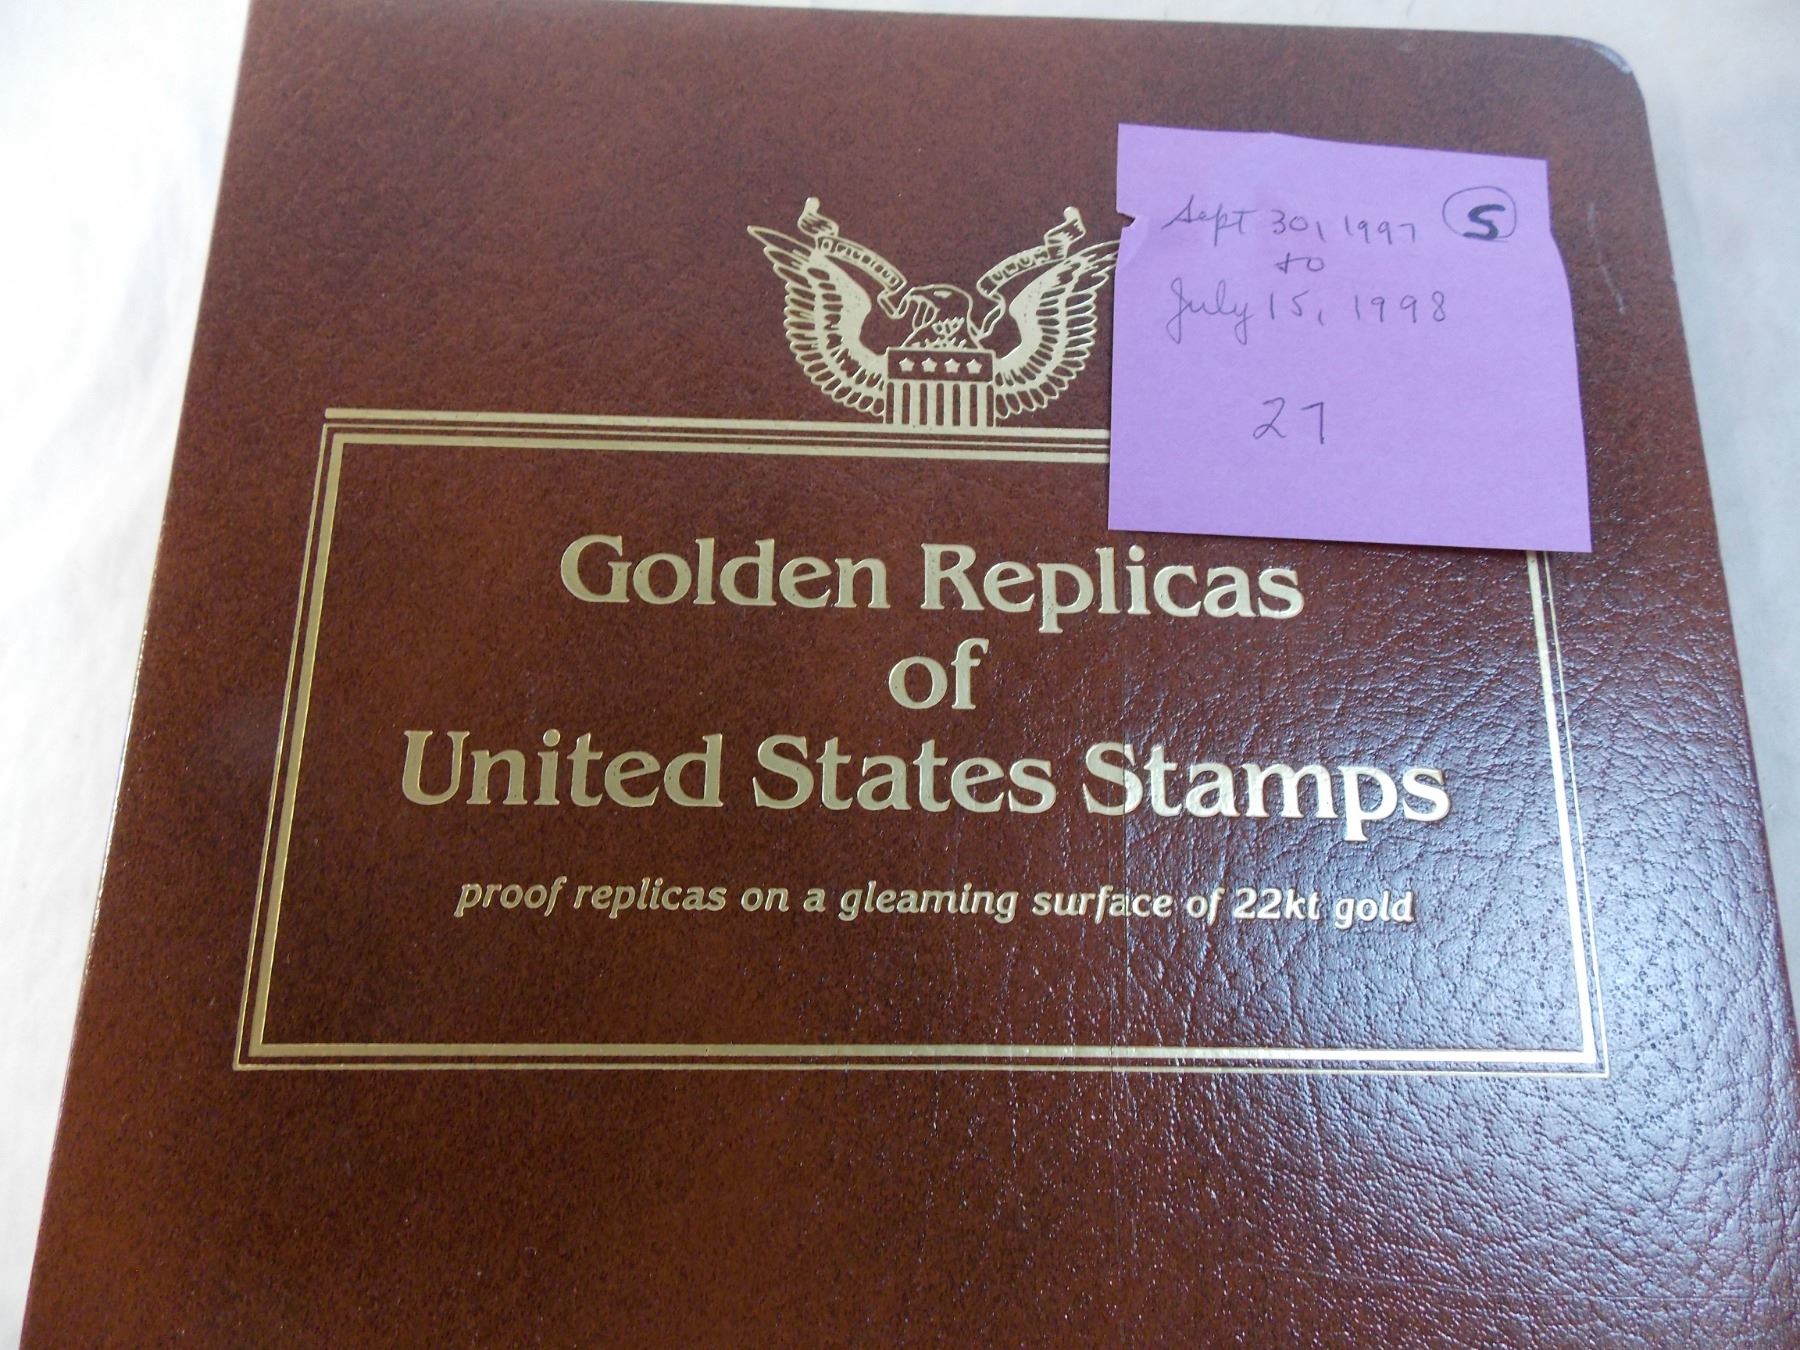 Sept 30, 1997
S
to
July 15, 1998
27
Golden Replicas
of
United States Stamps
proof replicas on a gleaming surface of 22kt gold